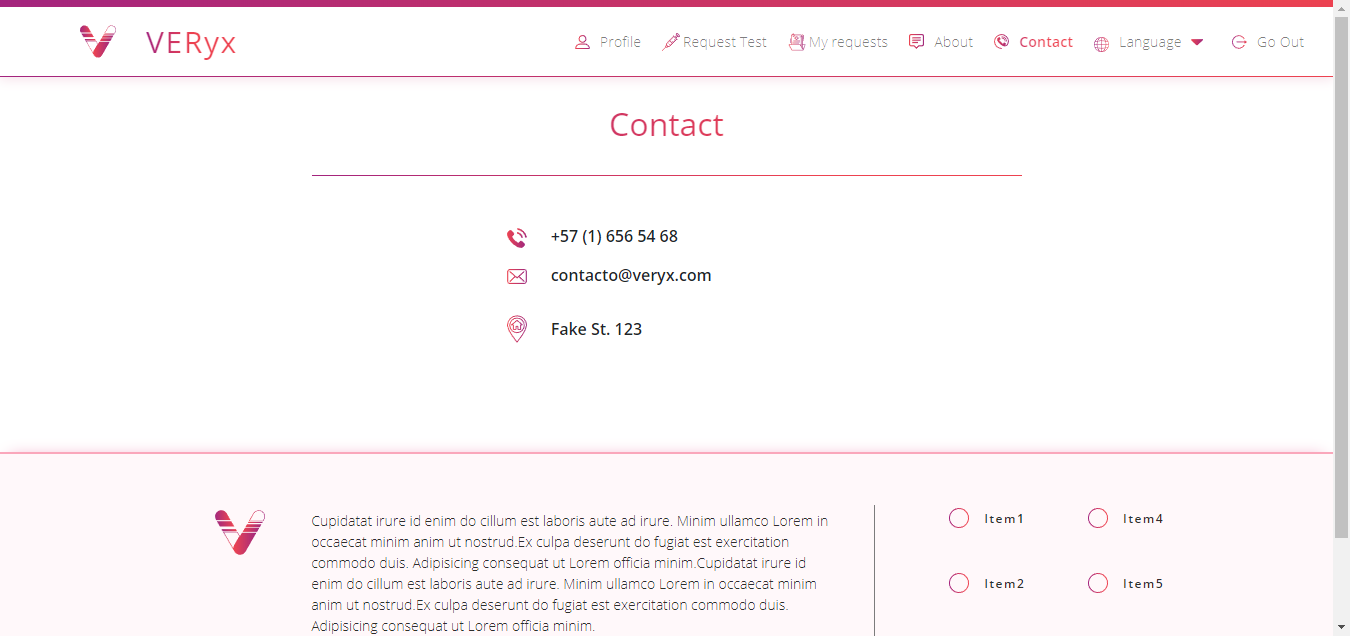 VERyx
Profile
Request Test
My requests
About
Contact
Language
Go Out
Contact
+57 (1) 656 54 68
contacto@veryx.com
Fake St. 123
Cupidatat irure id enim do cillum est laboris aute ad irure. Minim ullamco Lorem in
occaecat minim anim ut nostrud.Ex culpa deserunt do fugiat est exercitation
commodo duis. Adipisicing consequat ut Lorem officia minim.Cupidatat irure id
enim do cillum est laboris aute ad irure. Minim ullamco Lorem in occaecat minim
anim ut nostrud.Ex culpa deserunt do fugiat est exercitation commodo duis.
Adipisicing consequat ut Lorem officia minim.
Item1
Item4
Item2
Item5